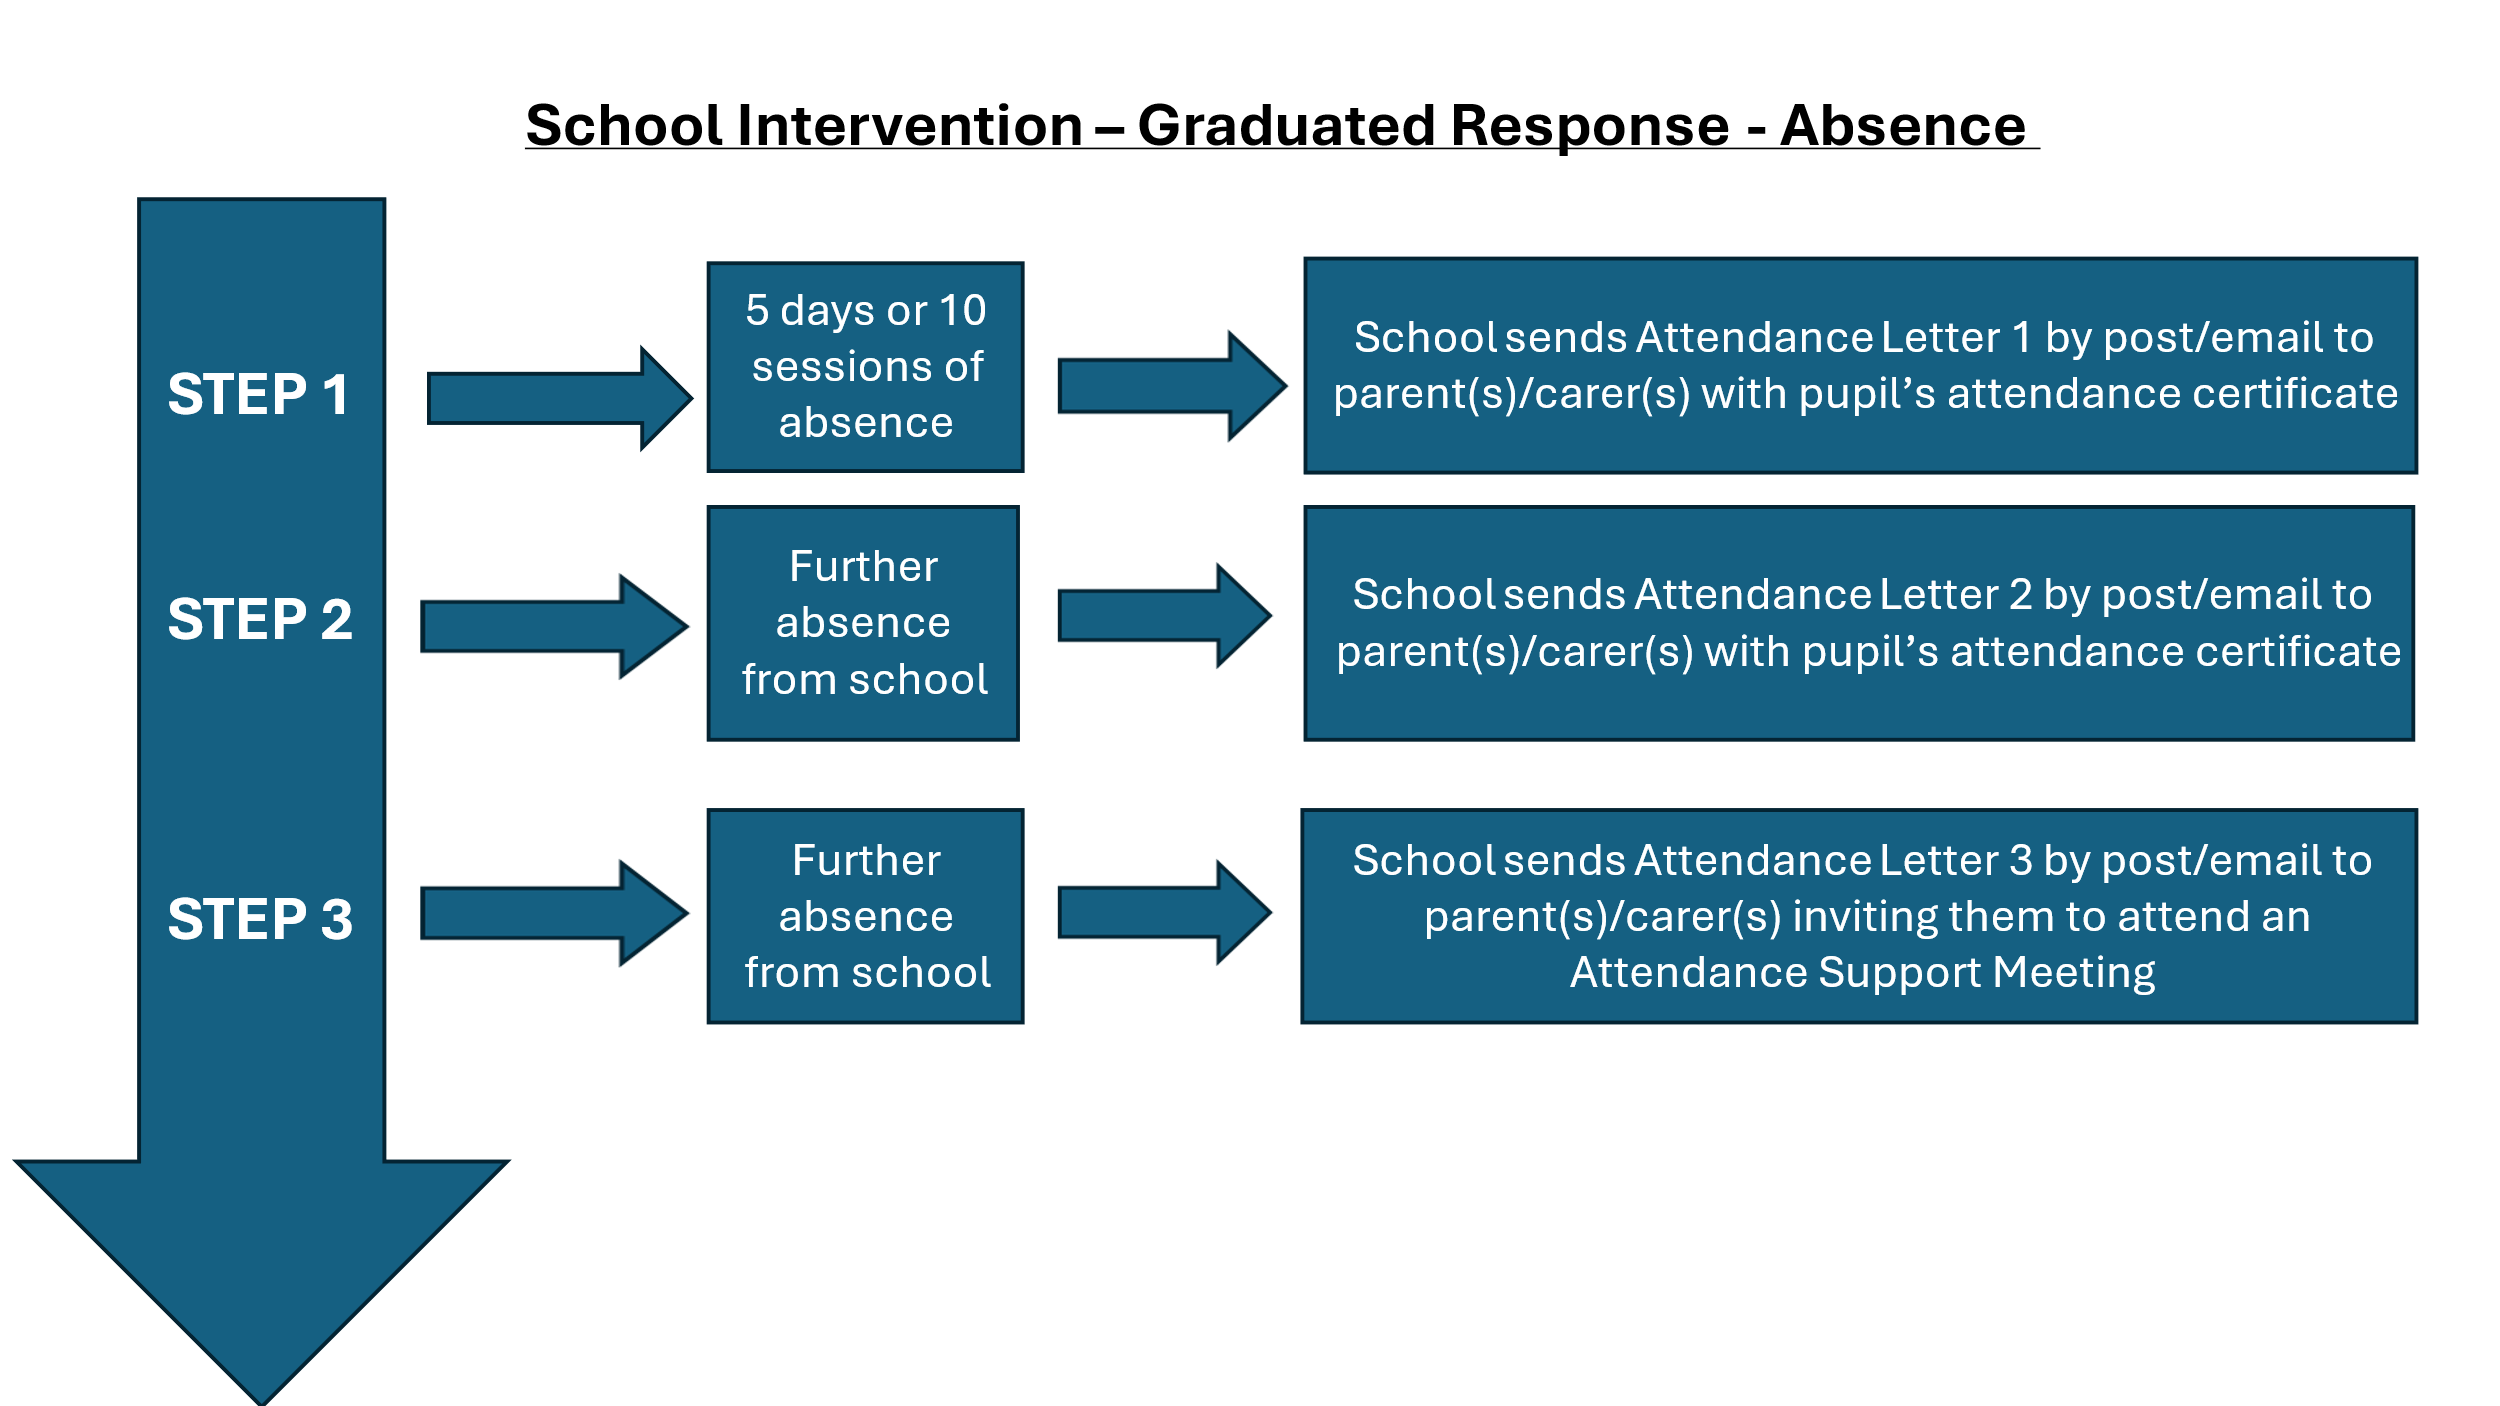 School Intervention – Graduated Response - Absence
STEP 1
5 days or 10
sessions of
absence
School sends Attendance Letter 1 by post/email to
parent(s)/carer(s) with pupil’s attendance certificate
STEP 2
Further
absence
from school
School sends Attendance Letter 2 by post/email to
parent(s)/carer(s) with pupil’s attendance certificate
STEP 3
Further
absence
from school
School sends Attendance Letter 3 by post/email to
parent(s)/carer(s) inviting them to attend an
Attendance Support Meeting